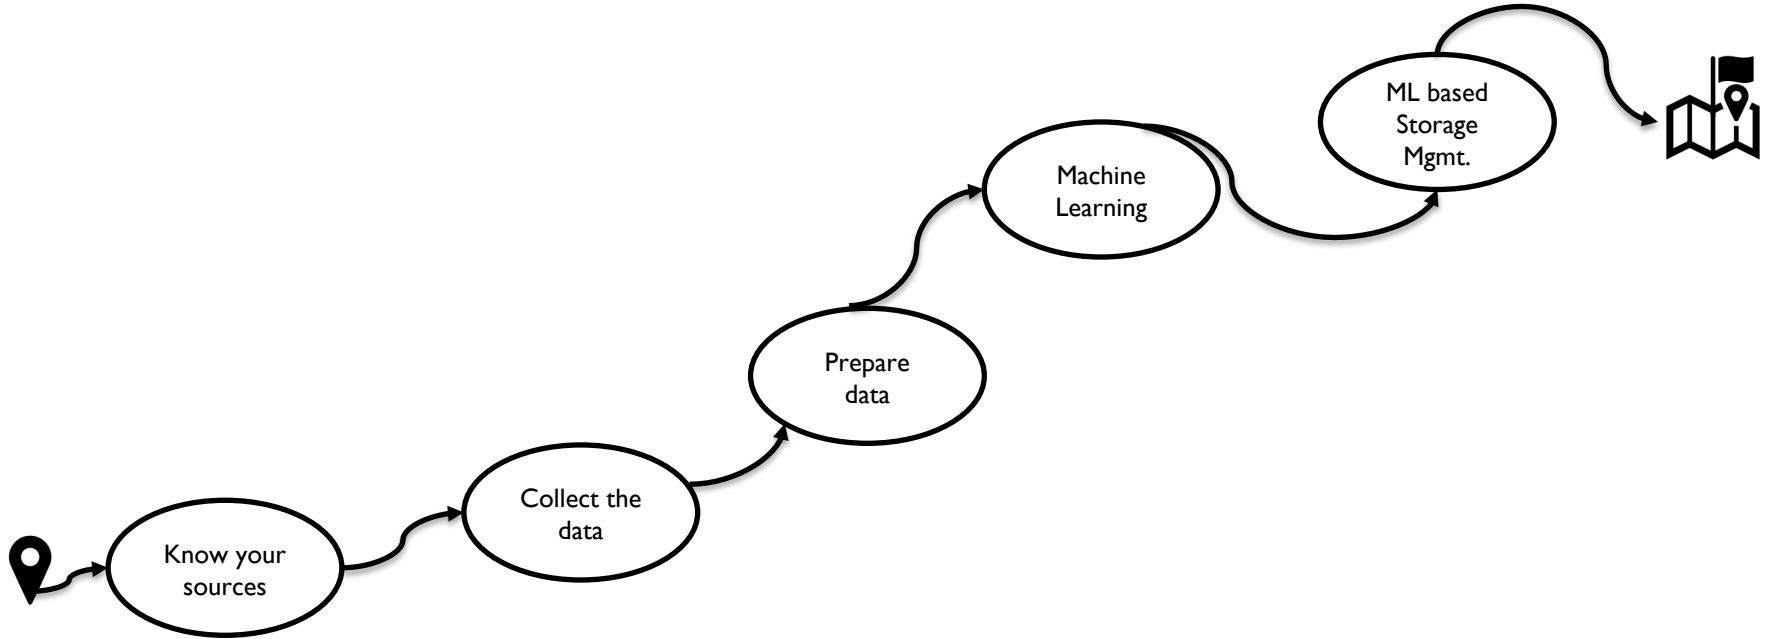 Know your
sources
Collect the
data
Prepare
data
Machine
Learning
ML based
Storage
Mgmt.